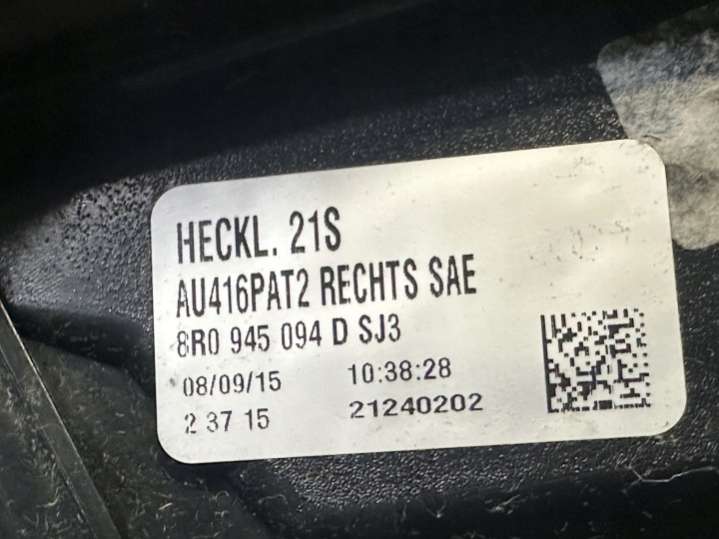 HECKL. 21S
AU416PAT2 RECHTS SAE
8R0 945 094 D SJ3
08/09/15 10:38:28
2 37 15 21240202